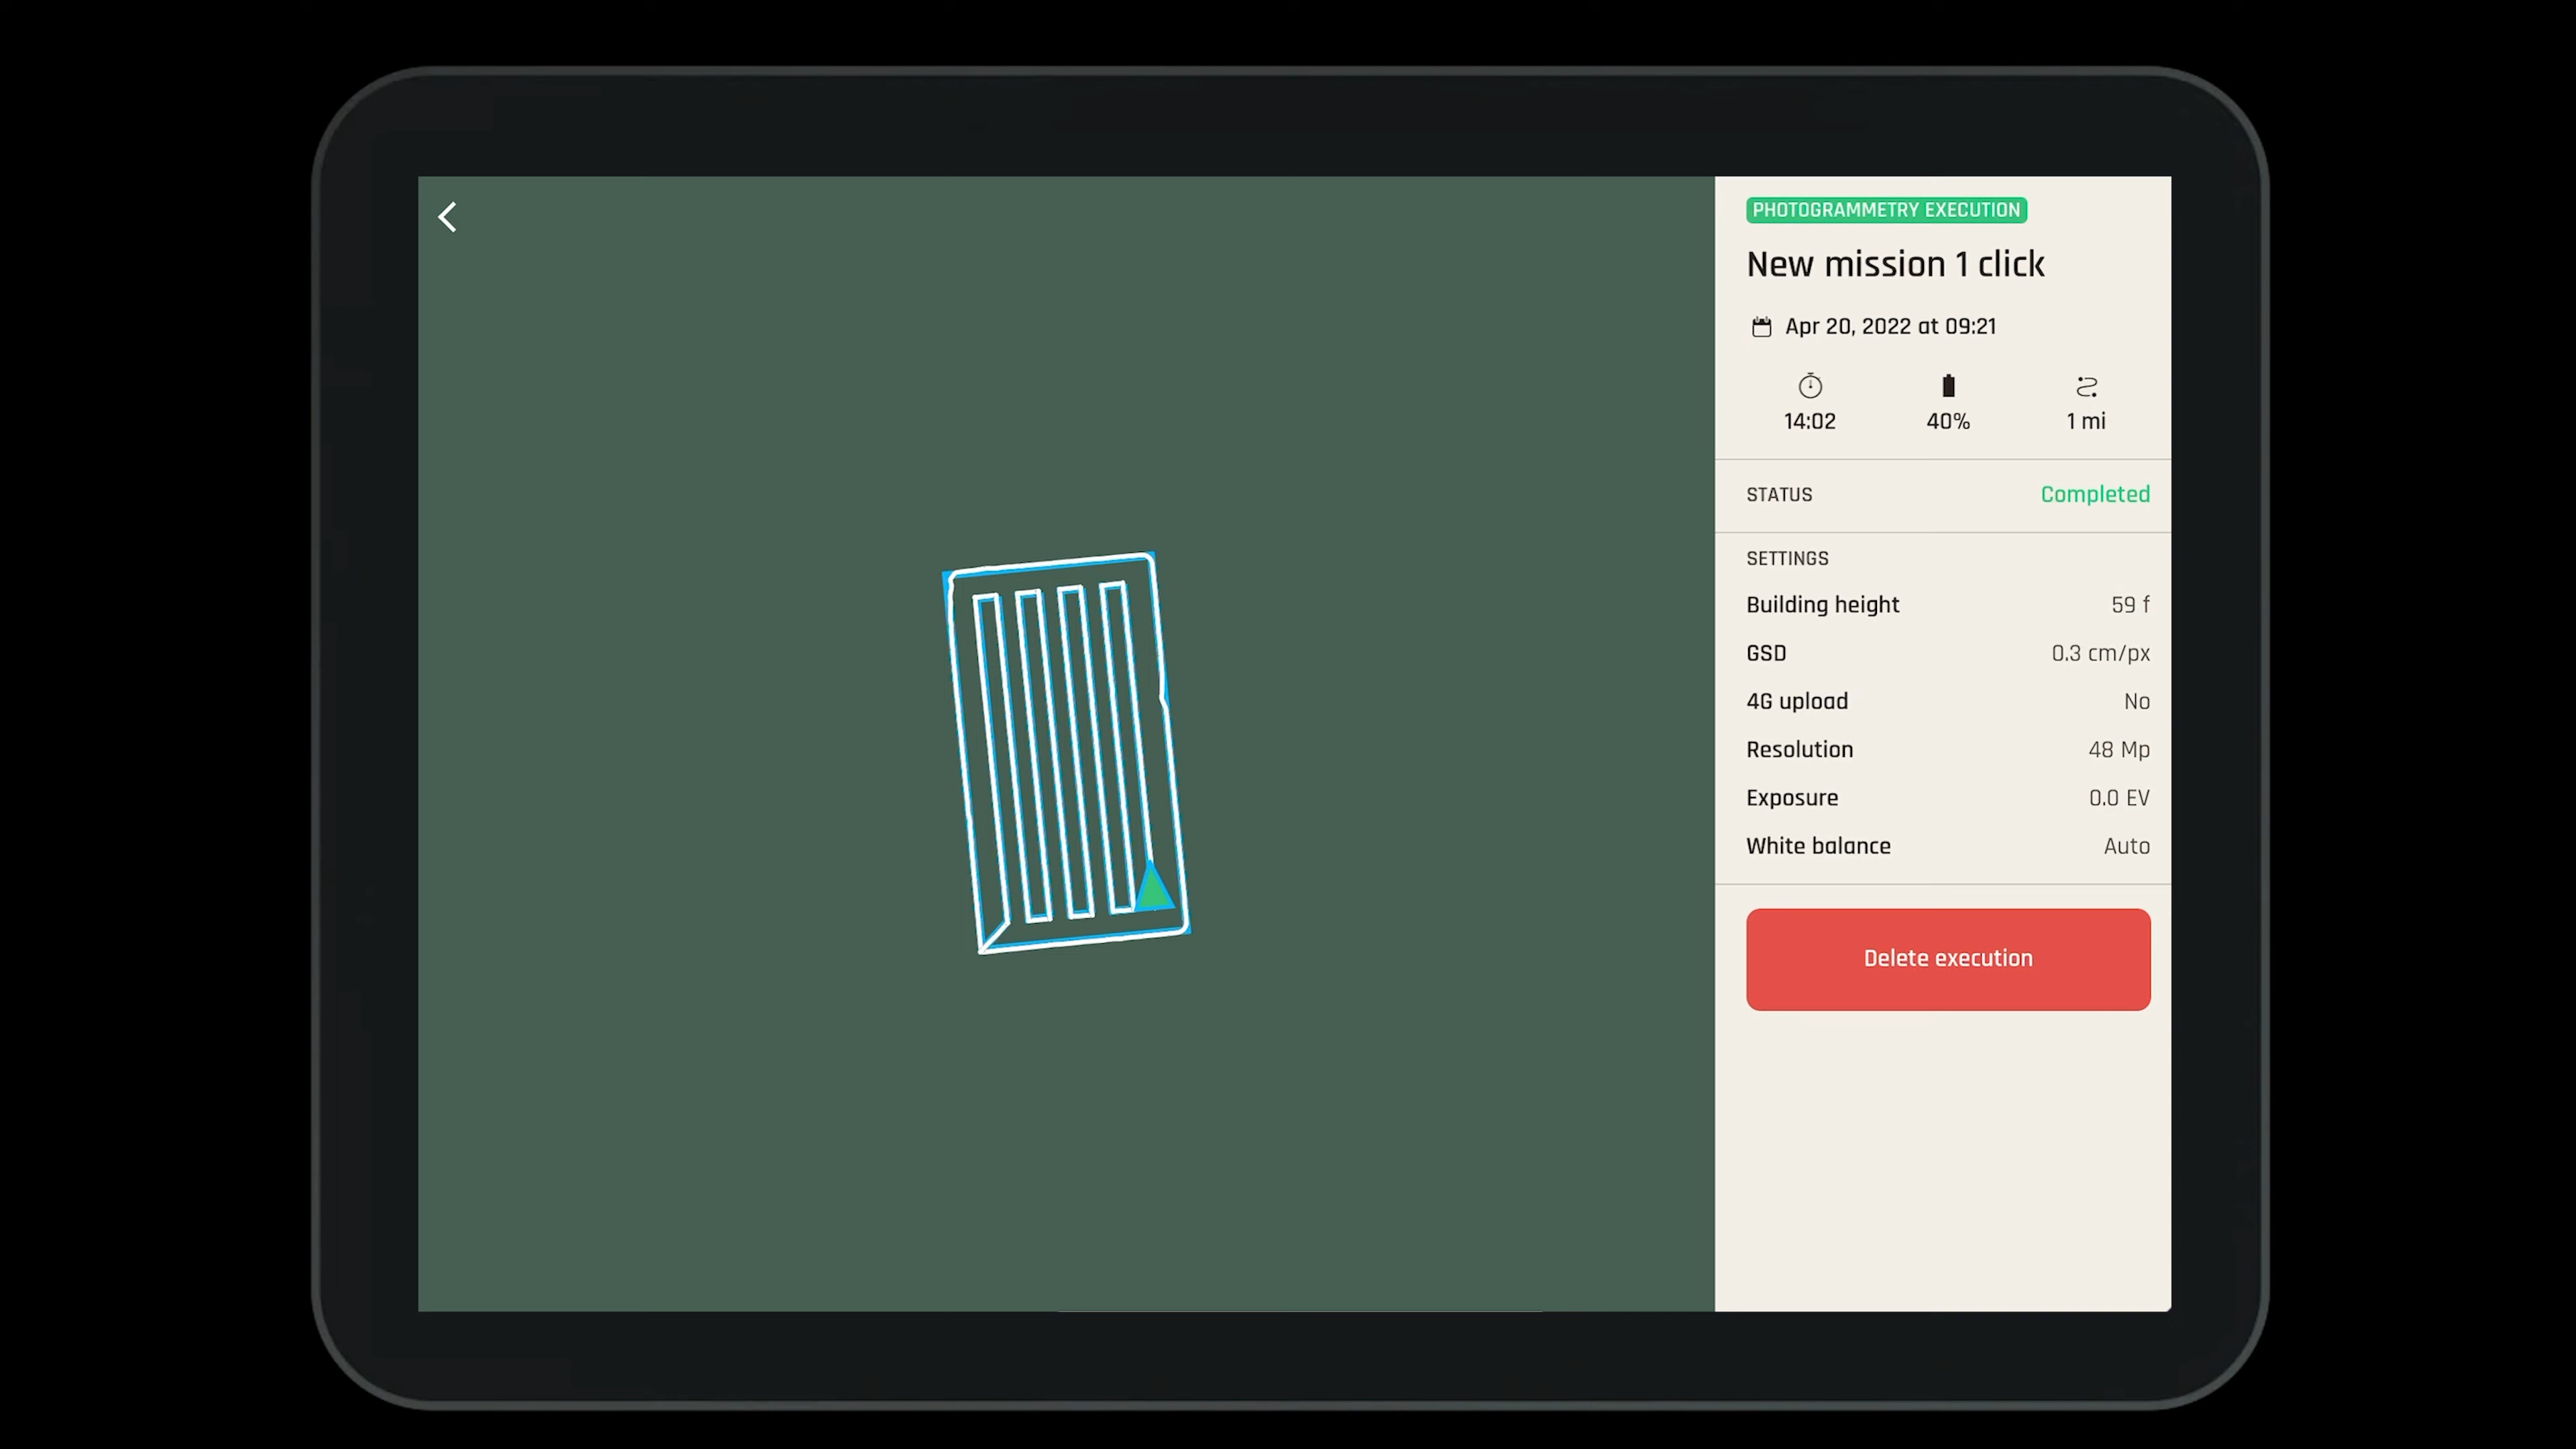 PHOTOGRAMMETRY EXECUTION
New mission 1 click
Apr 20, 2022 at 09:21
14:02 40% 1 mi
STATUS Completed
SETTINGS
Building height 59 f
GSD 0.3 cm/px
4G upload No
Resolution 48 Mp
Exposure 0.0 EV
White balance Auto
Delete execution